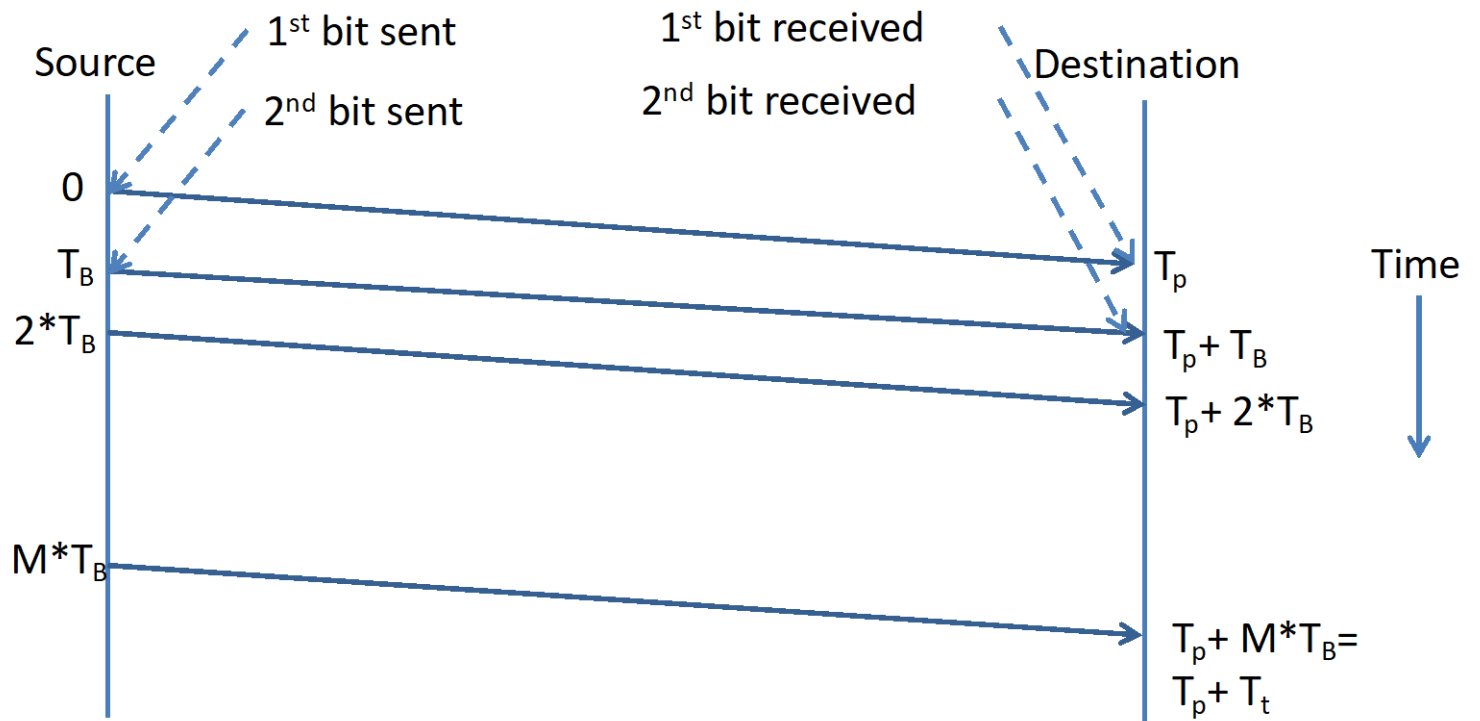 1st bit sent
1st bit received
Source
Destination
2nd bit sent
2nd bit received
0
TB
Tp
Time
2*TB
Tp+ TB
Tp+ 2*TB
M*TB
Tp+ M*TB=
Tp+ Tt